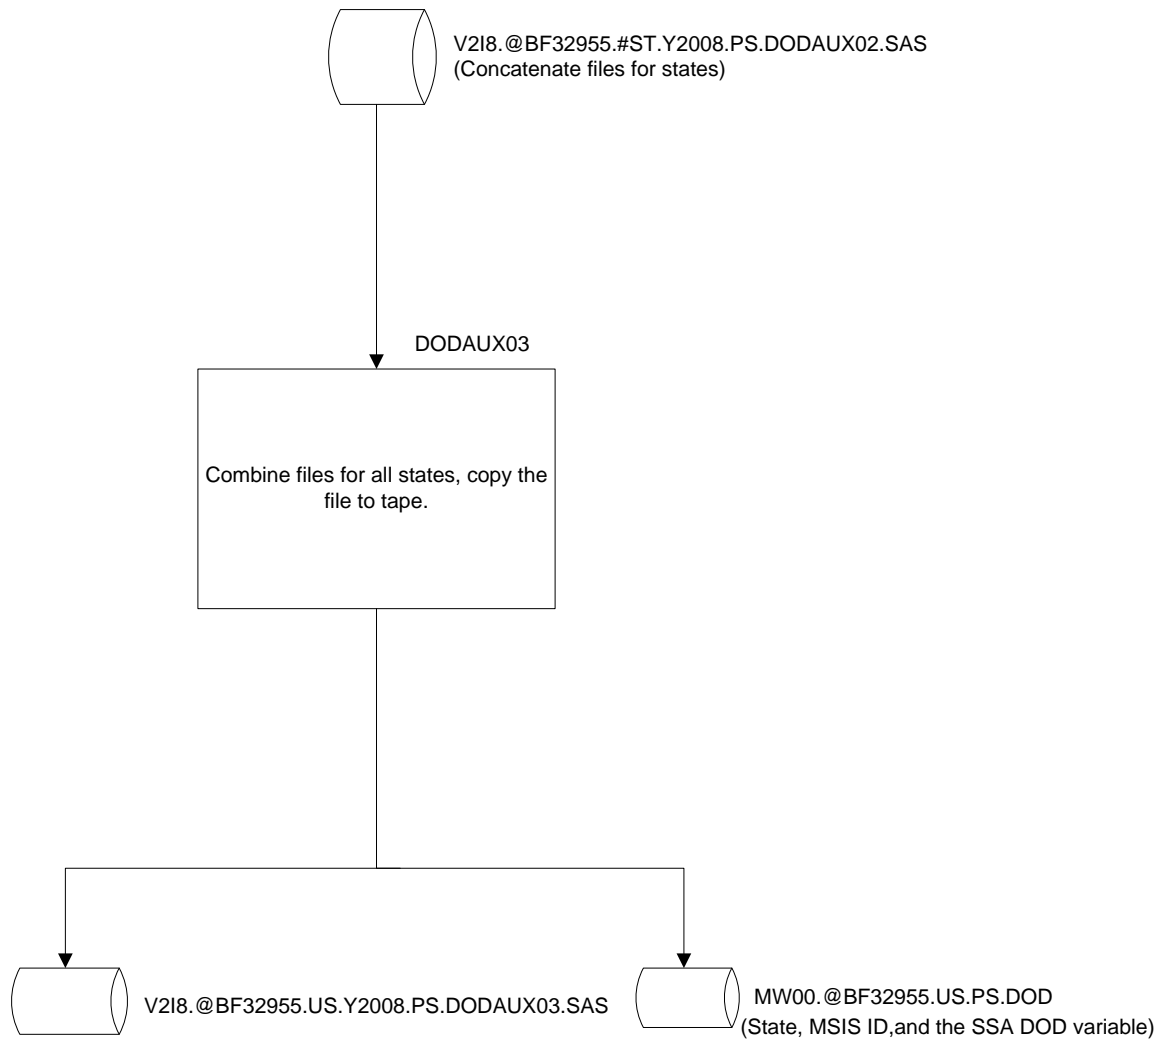 V2I8.@BF32955.#ST.Y2008.PS.DODAUX02.SAS
(Concatenate files for states)
DODAUX03
Combine files for all states, copy the
file to tape.
V2I8.@BF32955.US.Y2008.PS.DODAUX03.SAS
MW00.@BF32955.US.PS.DOD
(State, MSIS ID,and the SSA DOD variable)